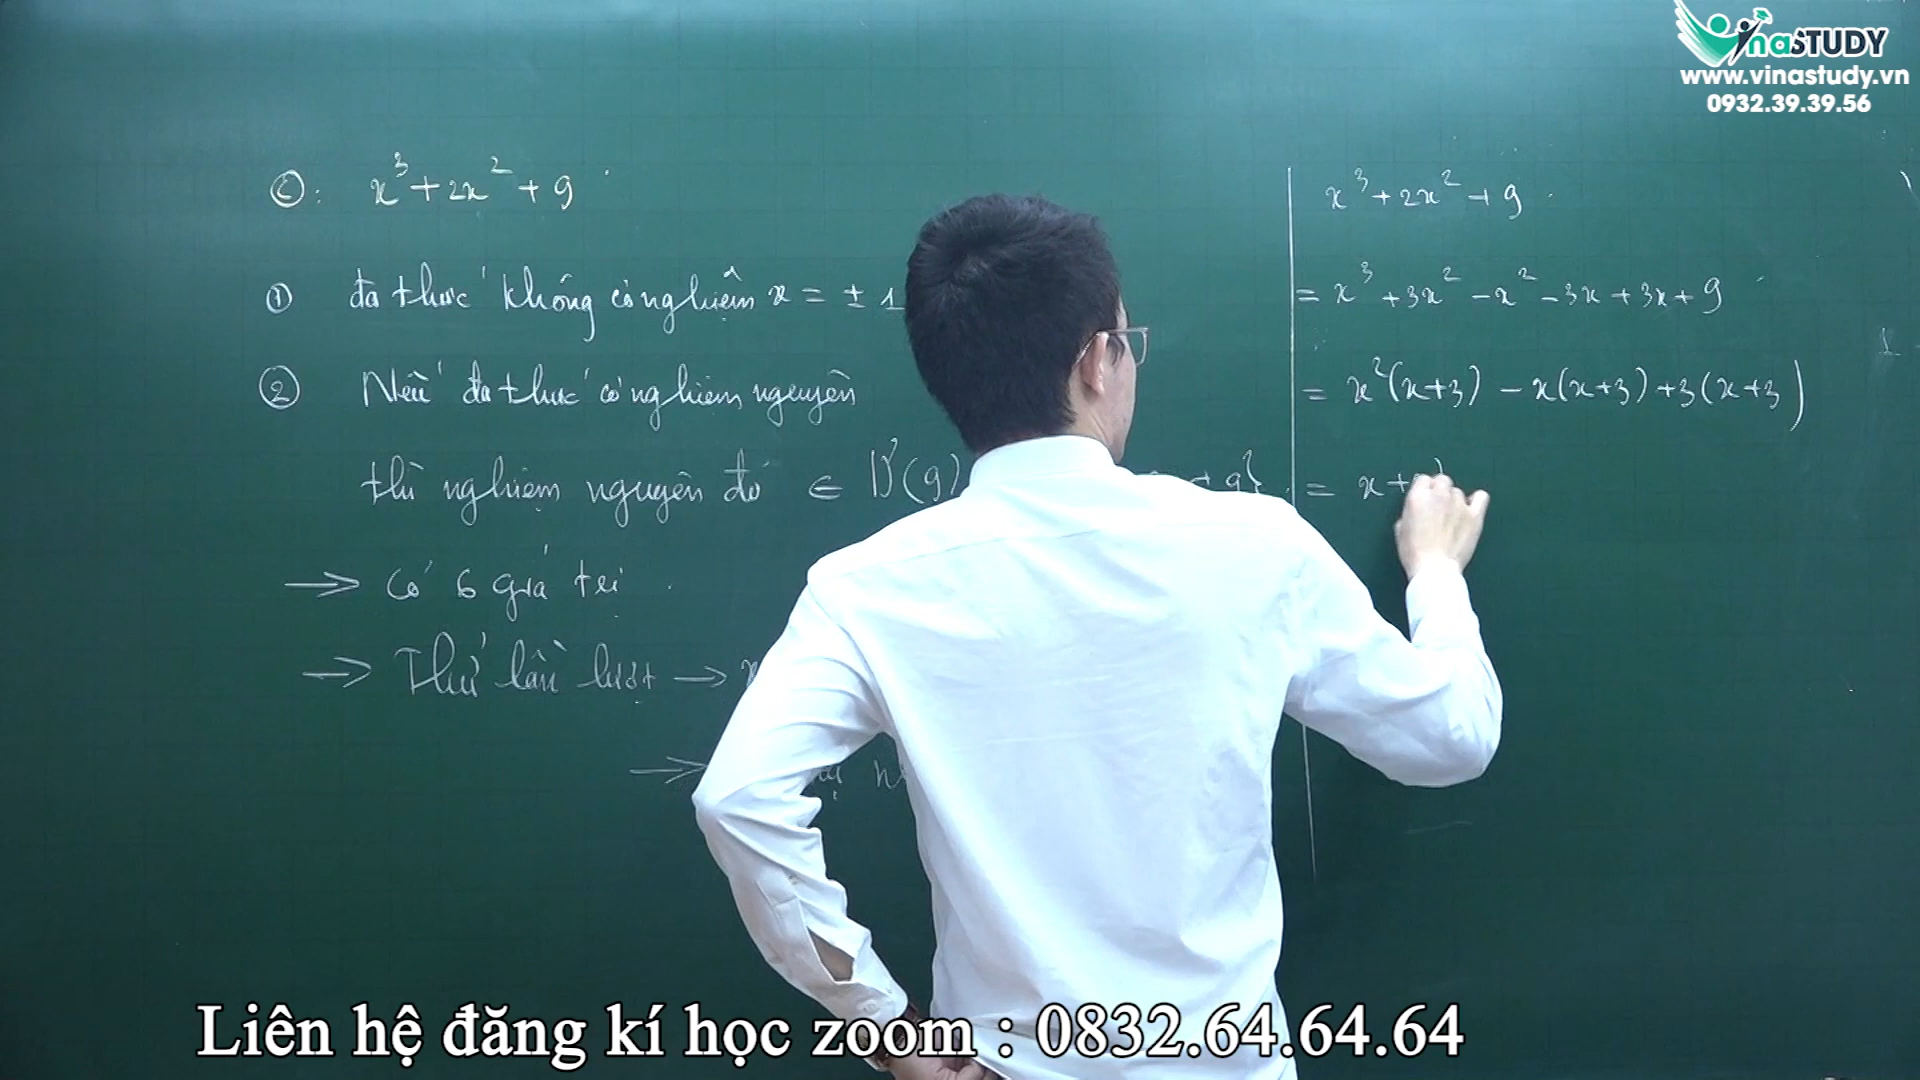 VinaSTUDY
www.vinastudy.vn
0932.39.39.56
c: x³ + 2x² + 9
① đa thức không có nghiệm x = ± 1
② Nếu đa thức có nghiệm nguyên
thì nghiệm nguyên đó ∈ Ư(9)
→ Có 6 giá trị
→ Thử lần lượt → x
x³ + 2x² + 9
= x³ + 3x² - x² - 3x + 3x + 9
= x²(x+3) - x(x+3) + 3(x+3)
= x +
Liên hệ đăng kí học zoom : 0832.64.64.64